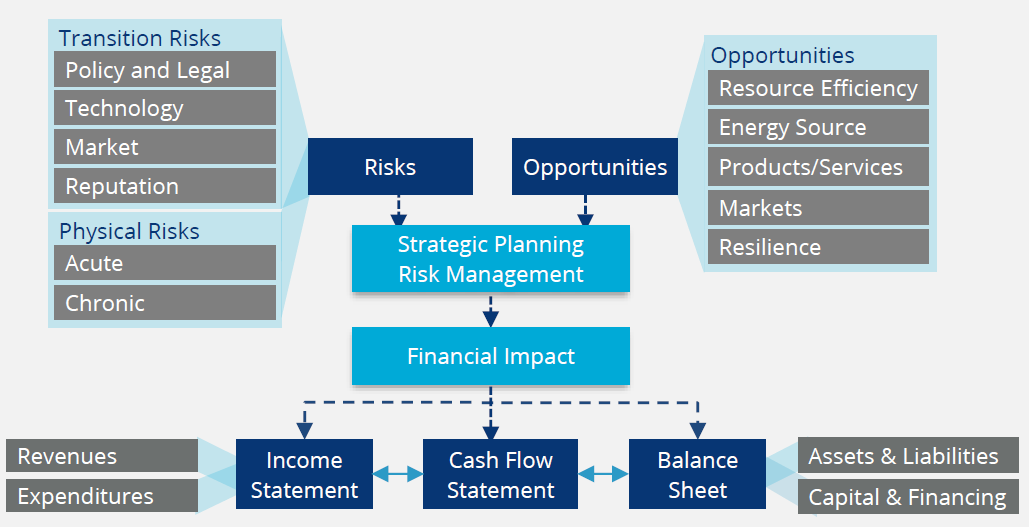 Transition Risks
Policy and Legal
Technology
Market
Reputation
Physical Risks
Acute
Chronic
Risks
Opportunities
Opportunities
Resource Efficiency
Energy Source
Products/Services
Markets
Resilience
Strategic Planning
Risk Management
Financial Impact
Revenues
Expenditures
Income
Statement
Cash Flow
Statement
Balance
Sheet
Assets & Liabilities
Capital & Financing